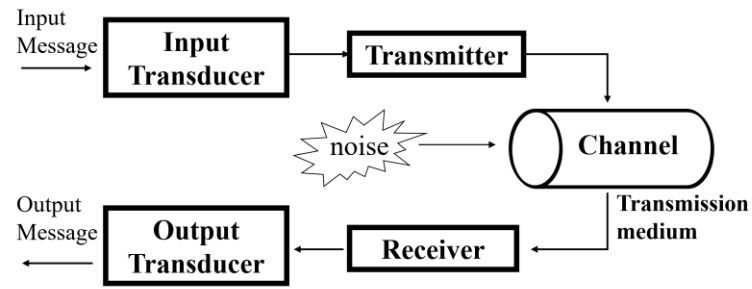 Input
Message
Input
Transducer
Transmitter
noise
Channel
Transmission
medium
Output
Message
Output
Transducer
Receiver